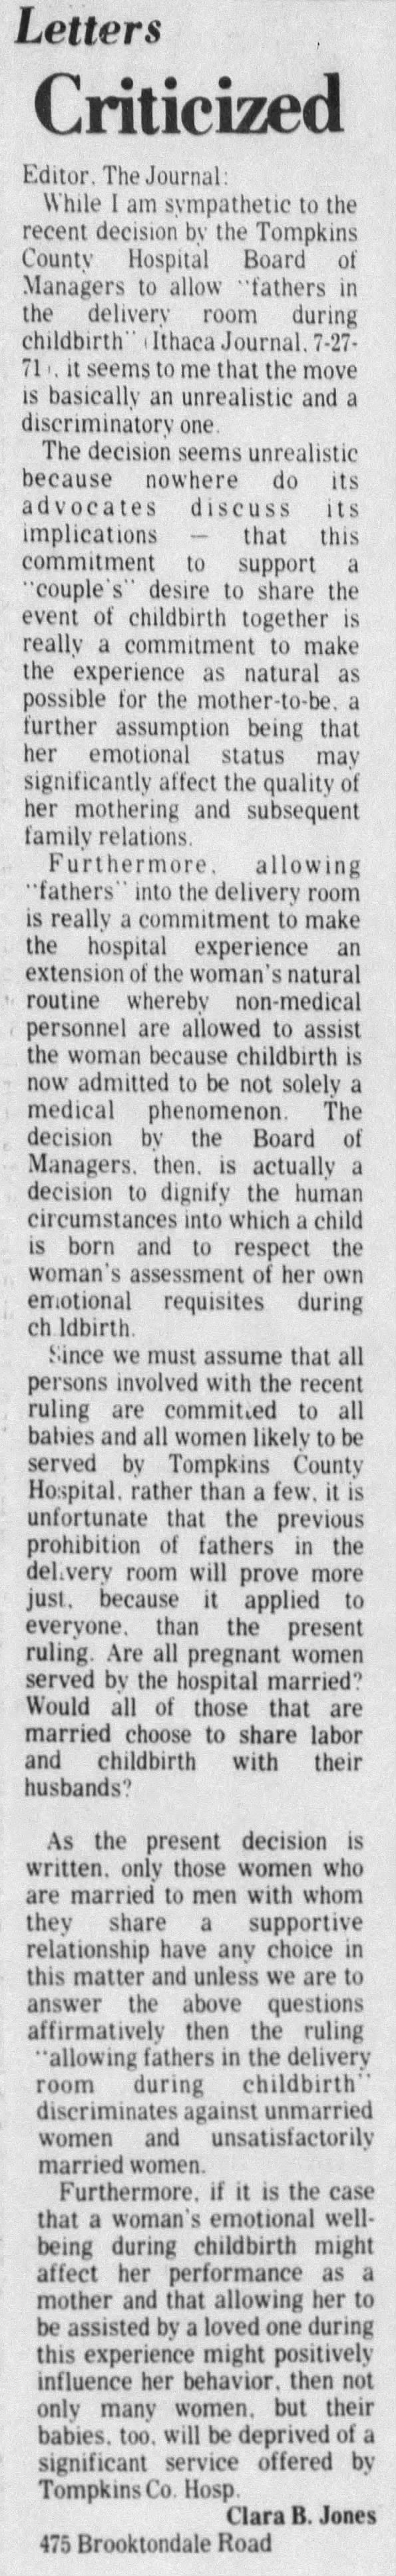 Letters
Criticized
Editor, The Journal:
While I am sympathetic to the
recent decision by the Tompkins
County Hospital Board of
Managers to allow "fathers in
the delivery room during
childbirth" (Ithaca Journal, 7-27-
71), it seems to me that the move
is basically an unrealistic and a
discriminatory one.
The decision seems unrealistic
because nowhere do its
advocates discuss its
implications — that this
commitment to support a
"couple's" desire to share the
event of childbirth together is
really a commitment to make
the experience as natural as
possible for the mother-to-be, a
further assumption being that
her emotional status may
significantly affect the quality of
her mothering and subsequent
family relations.
Furthermore, allowing
"fathers" into the delivery room
is really a commitment to make
the hospital experience an
extension of the woman's natural
routine whereby non-medical
personnel are allowed to assist
the woman because childbirth is
now admitted to be not solely a
medical phenomenon. The
decision by the Board of
Managers, then, is actually a
decision to dignify the human
circumstances into which a child
is born and to respect the
woman's assessment of her own
emotional requisites during
ch ldbirth.
Since we must assume that all
persons involved with the recent
ruling are committed to all
babies and all women likely to be
served by Tompkins County
Hospital, rather than a few, it is
unfortunate that the previous
prohibition of fathers in the
delivery room will prove more
just, because it applied to
everyone, than the present
ruling. Are all pregnant women
served by the hospital married?
Would all of those that are
married choose to share labor
and childbirth with their
husbands?
As the present decision is
written, only those women who
are married to men with whom
they share a supportive
relationship have any choice in
this matter and unless we are to
answer the above questions
affirmatively then the ruling
"allowing fathers in the delivery
room during childbirth"
discriminates against unmarried
women and unsatisfactorily
married women.
Furthermore, if it is the case
that a woman's emotional well-
being during childbirth might
affect her performance as a
mother and that allowing her to
be assisted by a loved one during
this experience might positively
influence her behavior, then not
only many women, but their
babies, too, will be deprived of a
significant service offered by
Tompkins Co. Hosp.
Clara B. Jones
475 Brooktondale Road